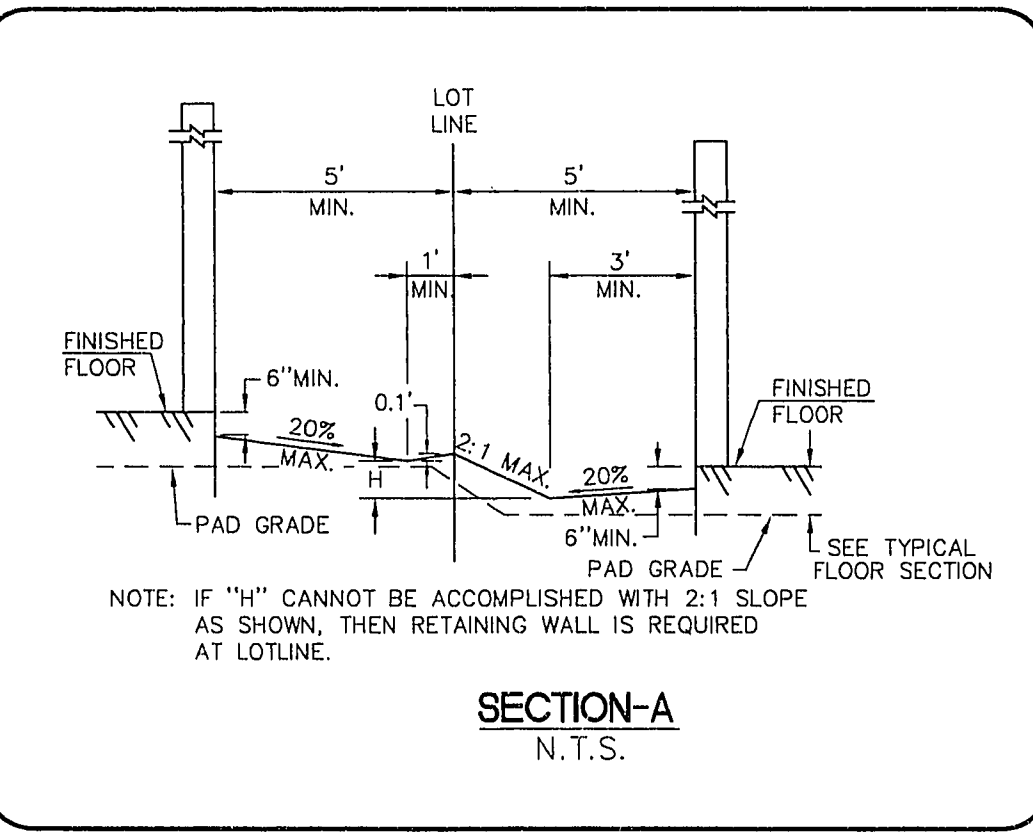 LOT
LINE
5'
MIN.
5'
MIN.
1'
MIN.
3'
MIN.
FINISHED
FLOOR
6"MIN.
0.1'
20%
MAX.
H
2:1 MAX.
20%
MAX.
6"MIN.
FINISHED
FLOOR
PAD GRADE
PAD GRADE
SEE TYPICAL
FLOOR SECTION
NOTE: IF "H" CANNOT BE ACCOMPLISHED WITH 2:1 SLOPE
AS SHOWN, THEN RETAINING WALL IS REQUIRED
AT LOTLINE.
SECTION-A
N.T.S.